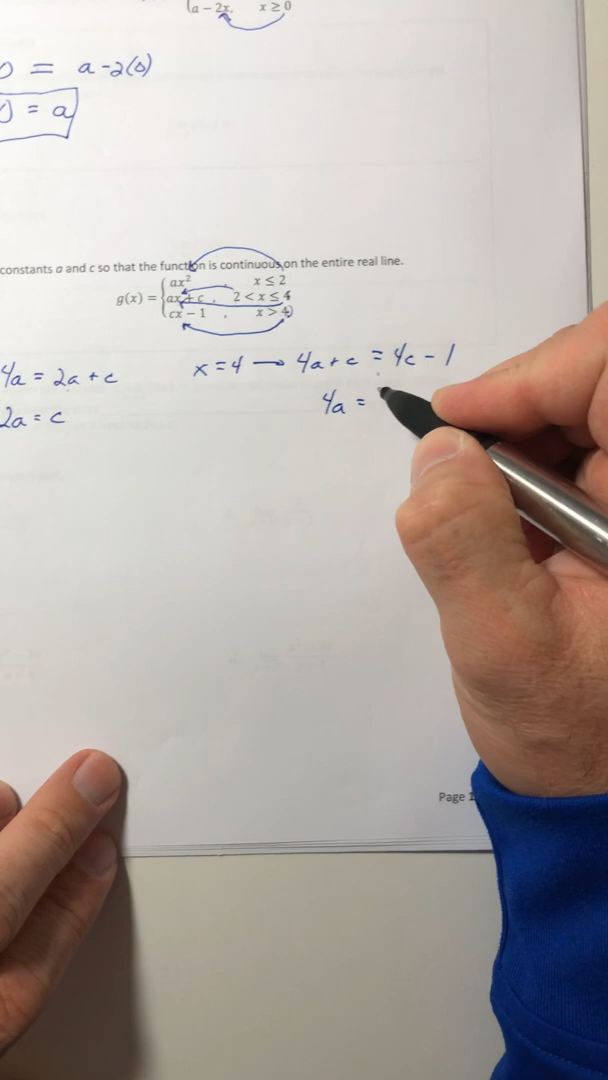 a − 2x, x ≥ 0
= a - 2(0)
= a
constants a and c so that the function is continuous on the entire real line.
ax² x ≤ 2
g(x) = { ax + c , 2 < x ≤ 4
cx − 1 , x > 4
4a = 2a + c x = 4 → 4a + c = 4c - 1
2a = c 4a =
Page 1